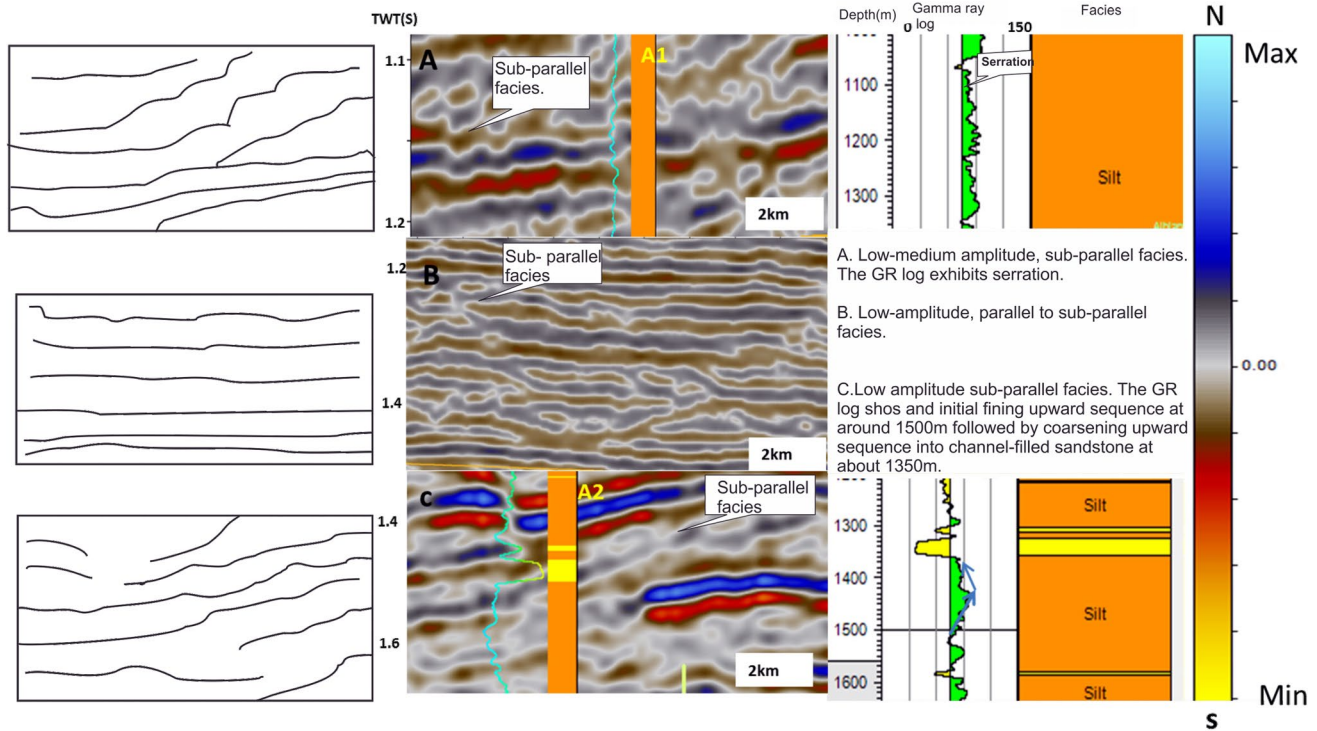 TWT(S)
1.1
1.2
A
A1
Sub-parallel
facies.
2km
1.2
1.4
B
Sub- parallel
facies
2km
1.4
1.6
C
A2
Sub-parallel
facies
2km
Depth(m)
Gamma ray
log
0
150
Facies
Serration
1100
1200
1300
Silt
Albian
A. Low-medium amplitude, sub-parallel facies.
The GR log exhibits serration.
B. Low-amplitude, parallel to sub-parallel
facies.
C.Low amplitude sub-parallel facies. The GR
log shos and initial fining upward sequence at
around 1500m followed by coarsening upward
sequence into channel-filled sandstone at
about 1350m.
1300
1400
1500
1600
Silt
Silt
Silt
N
Max
0.00
Min
S